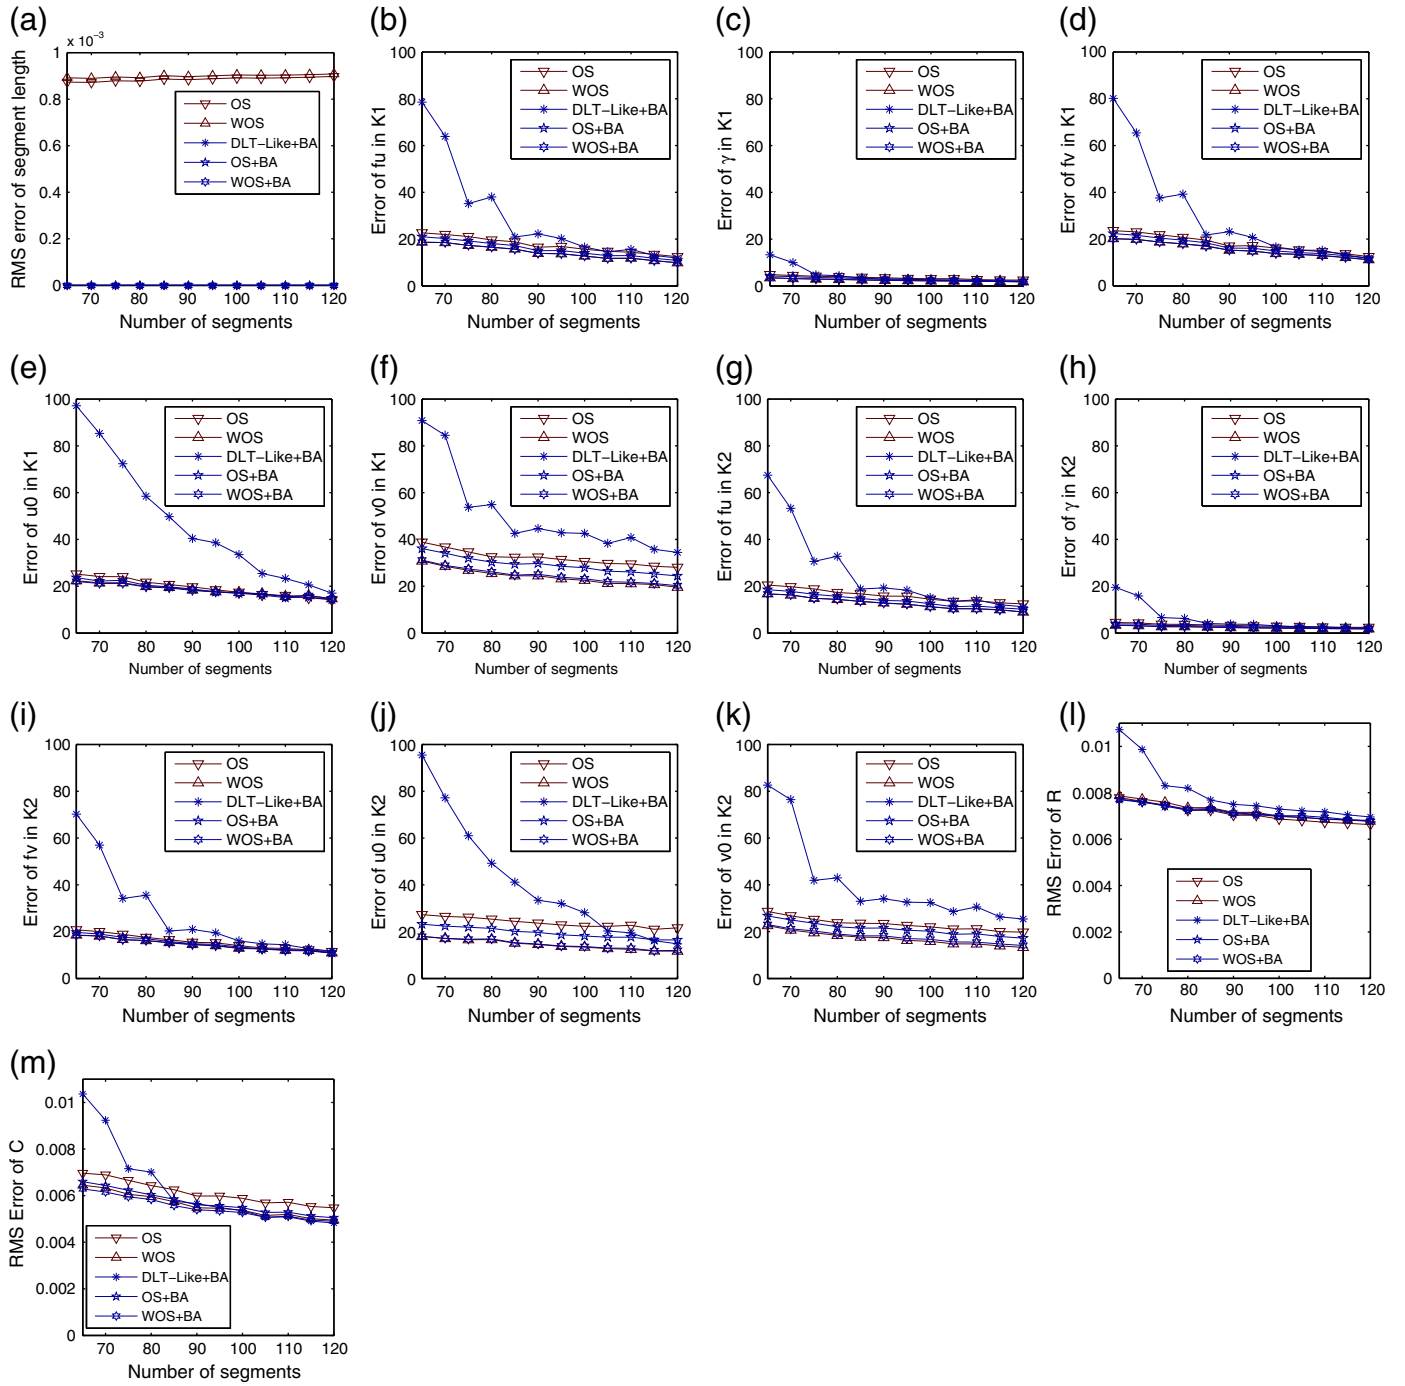 (a)
x 10⁻³
1
0.8
0.6
0.4
0.2
0
RMS error of segment length
OS
WOS
DLT−Like+BA
OS+BA
WOS+BA
70 80 90 100 110 120
Number of segments
(b)
100
80
60
40
20
0
Error of fu in K1
OS
WOS
DLT−Like+BA
OS+BA
WOS+BA
70 80 90 100 110 120
Number of segments
(c)
100
80
60
40
20
0
Error of γ in K1
OS
WOS
DLT−Like+BA
OS+BA
WOS+BA
70 80 90 100 110 120
Number of segments
(d)
100
80
60
40
20
0
Error of fv in K1
OS
WOS
DLT−Like+BA
OS+BA
WOS+BA
70 80 90 100 110 120
Number of segments
(e)
100
80
60
40
20
0
Error of u0 in K1
OS
WOS
DLT−Like+BA
OS+BA
WOS+BA
70 80 90 100 110 120
Number of segments
(f)
100
80
60
40
20
0
Error of v0 in K1
OS
WOS
DLT−Like+BA
OS+BA
WOS+BA
70 80 90 100 110 120
Number of segments
(g)
100
80
60
40
20
0
Error of fu in K2
OS
WOS
DLT−Like+BA
OS+BA
WOS+BA
70 80 90 100 110 120
Number of segments
(h)
100
80
60
40
20
0
Error of γ in K2
OS
WOS
DLT−Like+BA
OS+BA
WOS+BA
70 80 90 100 110 120
Number of segments
(i)
100
80
60
40
20
0
Error of fv in K2
OS
WOS
DLT−Like+BA
OS+BA
WOS+BA
70 80 90 100 110 120
Number of segments
(j)
100
80
60
40
20
0
Error of u0 in K2
OS
WOS
DLT−Like+BA
OS+BA
WOS+BA
70 80 90 100 110 120
Number of segments
(k)
100
80
60
40
20
0
Error of v0 in K2
OS
WOS
DLT−Like+BA
OS+BA
WOS+BA
70 80 90 100 110 120
Number of segments
(l)
0.01
0.008
0.006
0.004
0.002
0
RMS Error of R
OS
WOS
DLT−Like+BA
OS+BA
WOS+BA
70 80 90 100 110 120
Number of segments
(m)
0.01
0.008
0.006
0.004
0.002
0
RMS Error of C
OS
WOS
DLT−Like+BA
OS+BA
WOS+BA
70 80 90 100 110 120
Number of segments